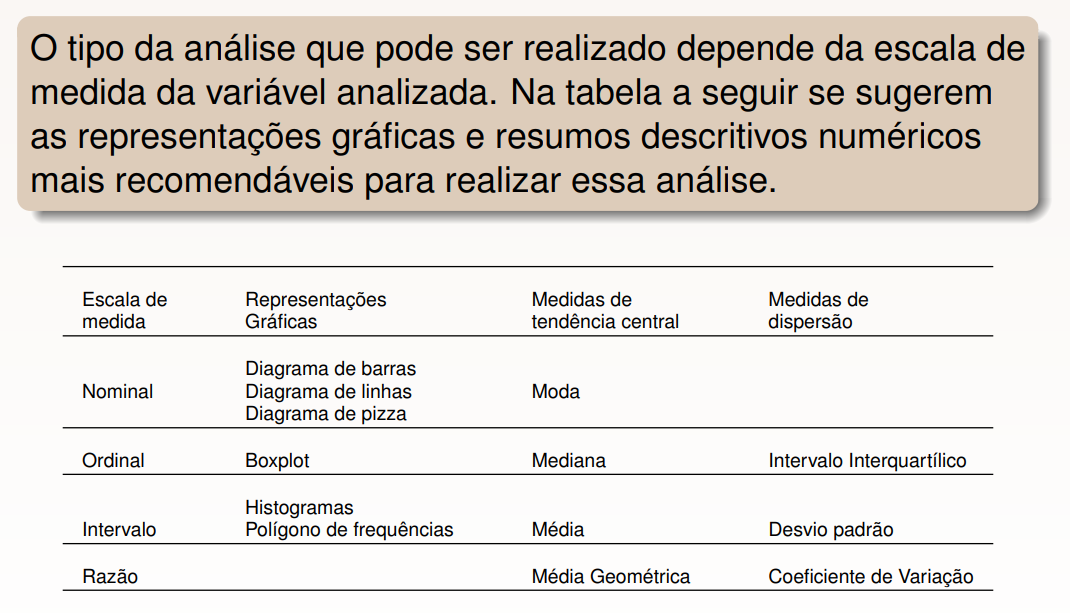 O tipo da análise que pode ser realizado depende da escala de
medida da variável analizada. Na tabela a seguir se sugerem
as representações gráficas e resumos descritivos numéricos
mais recomendáveis para realizar essa análise.
Escala de Representações Medidas de Medidas de
medida Gráficas tendência central dispersão
Diagrama de barras
Nominal Diagrama de linhas Moda
Diagrama de pizza
Ordinal Boxplot Mediana Intervalo Interquartílico
Histogramas
Intervalo Polígono de frequências Média Desvio padrão
Razão Média Geométrica Coeficiente de Variação